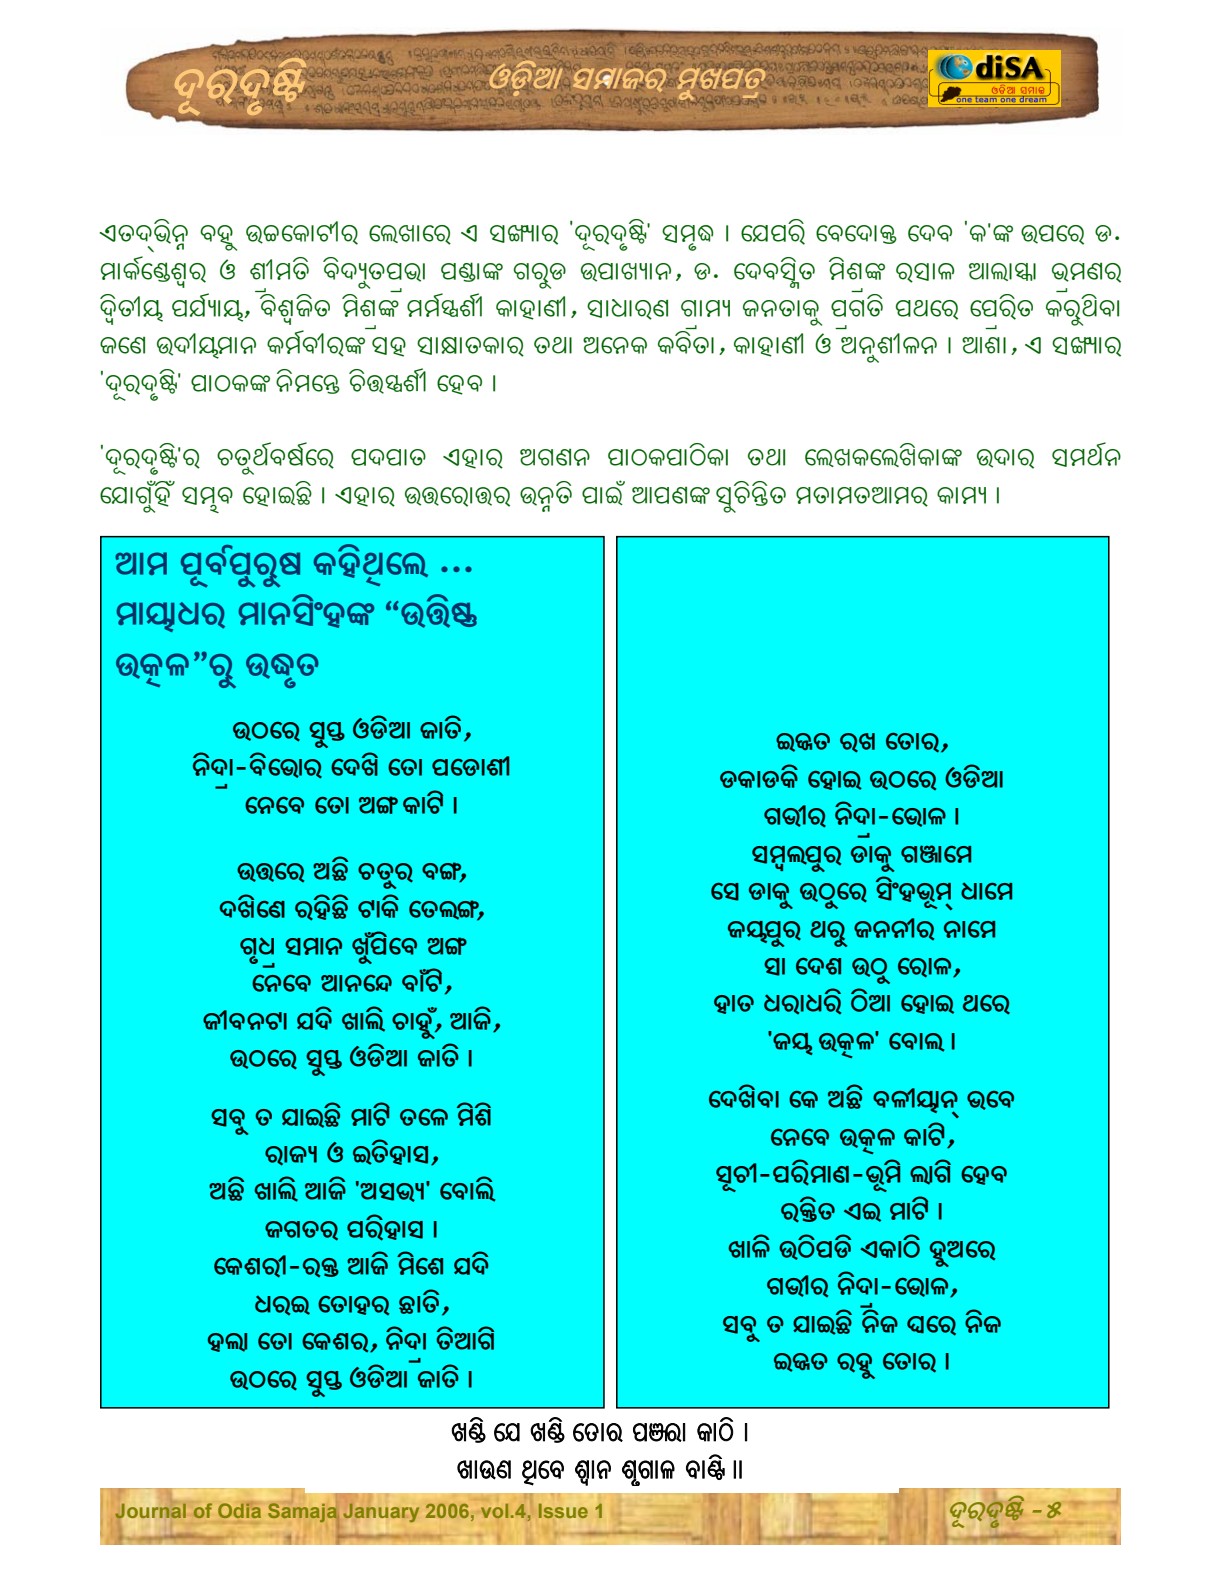 ଦୂରଦୃଷ୍ଟି
ଓଡ଼ିଆ ସମାଜର ମୁଖପତ୍ର
OdiSA
ଓଡ଼ିଆ ସମାଜ
one team one dream
ଏତଦ୍‌ଭିନ୍ନ ବହୁ ଉଚ୍ଚକୋଟୀର ଲେଖାରେ ଏ ସଙ୍ଖ୍ୟାର 'ଦୂରଦୃଷ୍ଟି' ସମୃଦ୍ଧ । ଯେପରି ବେଦୋକ୍ତ ଦେବ 'କ'ଙ୍କ ଉପରେ ଡ.
ମାର୍କଣ୍ଡେଶ୍ୱର ଓ ଶ୍ରୀମତି ବିଦ୍ୟୁତପ୍ରଭା ପଣ୍ଡାଙ୍କ ଗରୁଡ ଉପାଖ୍ୟାନ, ଡ. ଦେବସ୍ମିତ ମିଶ୍ରଙ୍କ ରସାଳ ଆଲାସ୍କା ଭ୍ରମଣର
ଦ୍ୱିତୀୟ ପର୍ଯ୍ୟାୟ, ବିଶ୍ୱଜିତ ମିଶ୍ରଙ୍କ ମର୍ମସ୍ପର୍ଶୀ କାହାଣୀ, ସାଧାରଣ ଗ୍ରାମ୍ୟ ଜନତାକୁ ପ୍ରଗତି ପଥରେ ପ୍ରେରିତ କରୁଥିବା
ଜଣେ ଉଦୀୟମାନ କର୍ମବୀରଙ୍କ ସହ ସାକ୍ଷାତକାର ତଥା ଅନେକ କବିତା, କାହାଣୀ ଓ ଅନୁଶୀଳନ । ଆଶା, ଏ ସଙ୍ଖ୍ୟାର
'ଦୂରଦୃଷ୍ଟି' ପାଠକଙ୍କ ନିମନ୍ତେ ଚିତ୍ତସ୍ପର୍ଶୀ ହେବ ।
'ଦୂରଦୃଷ୍ଟି'ର ଚତୁର୍ଥବର୍ଷରେ ପଦପାତ ଏହାର ଅଗଣନ ପାଠକପାଠିକା ତଥା ଲେଖକଲେଖିକାଙ୍କ ଉଦାର ସମର୍ଥନ
ଯୋଗୁଁହିଁ ସମ୍ଭବ ହୋଇଛି । ଏହାର ଉତ୍ତରୋତ୍ତର ଉନ୍ନତି ପାଇଁ ଆପଣଙ୍କ ସୁଚିନ୍ତିତ ମତାମତଆମର କାମ୍ୟ ।
ଆମ ପୂର୍ବପୁରୁଷ କହିଥିଲେ ...
ମାୟାଧର ମାନସିଂହଙ୍କ “ଉତ୍ତିଷ୍ଣ
ଉତ୍କଳ”ରୁ ଉଦ୍ଧୃତ
ଉଠରେ ସୁପ୍ତ ଓଡିଆ ଜାତି,
ନିଦ୍ରା-ବିଭୋର ଦେଖି ତୋ ପଡୋଶୀ
ନେବେ ତୋ ଅଙ୍ଗ କାଟି ।
ଉତ୍ତରେ ଅଛି ଚତୁର ବଙ୍ଗ,
ଦଖିଣେ ରହିଛି ଟାକି ତେଲଙ୍ଗ,
ଗୃଧ୍ର ସମାନ ଖୁଁପିବେ ଅଙ୍ଗ
ନେବେ ଆନନ୍ଦେ ବାଁଟି,
ଜୀବନଟା ଯଦି ଖାଲି ଚାହୁଁ, ଆଜି,
ଉଠରେ ସୁପ୍ତ ଓଡିଆ ଜାତି ।
ସବୁ ତ ଯାଇଛି ମାଟି ତଳେ ମିଶି
ରାଜ୍ୟ ଓ ଇତିହାସ,
ଅଛି ଖାଲି ଆଜି 'ଅସଭ୍ୟ' ବୋଲି
ଜଗତର ପରିହାସ ।
କେଶରୀ-ରକ୍ତ ଆଜି ମିଶେ ଯଦି
ଧରଇ ତୋହର ଛାତି,
ହଲା ତୋ କେଶର, ନିଦ୍ରା ତିଆଗି
ଉଠରେ ସୁପ୍ତ ଓଡିଆ ଜାତି ।
ଇଜ୍ଜତ ରଖ ତୋର,
ଡକାଡକି ହୋଇ ଉଠରେ ଓଡିଆ
ଗଭୀର ନିଦ୍ରା-ଭୋଳ ।
ସମ୍ବଲପୁର ଡାକୁ ଗଞ୍ଜାମେ
ସେ ଡାକୁ ଉଠୁରେ ସିଂହଭୂମ୍ ଧାମେ
ଜୟପୁର ଥରୁ ଜନନୀର ନାମେ
ସା ଦେଶ ଉଠୁ ରୋଳ,
ହାତ ଧରାଧରି ଠିଆ ହୋଇ ଥରେ
'ଜୟ ଉତ୍କଳ' ବୋଲ ।
ଦେଖିବା କେ ଅଛି ବଳୀୟାନ୍ ଭବେ
ନେବେ ଉତ୍କଳ କାଟି,
ସୂଚୀ-ପରିମାଣ-ଭୂମି ଲାଗି ହେବ
ରକ୍ତିତ ଏଇ ମାଟି ।
ଖାଳି ଉଠିପଡି ଏକାଠି ହୁଅରେ
ଗଭୀର ନିଦ୍ରା-ଭୋଳ,
ସବୁ ତ ଯାଇଛି ନିଜ ଘରେ ନିଜ
ଇଜ୍ଜତ ରହୁ ତୋର ।
ଖଣ୍ଡି ଯେ ଖଣ୍ଡି ତୋର ପଞ୍ଜରା କାଠି ।
ଖାଉଣ ଥିବେ ଶ୍ୱାନ ଶୃଗାଳ ବାଣ୍ଟି ॥
Journal of Odia Samaja January 2006, vol.4, Issue 1
ଦୂରଦୃଷ୍ଟି -୫